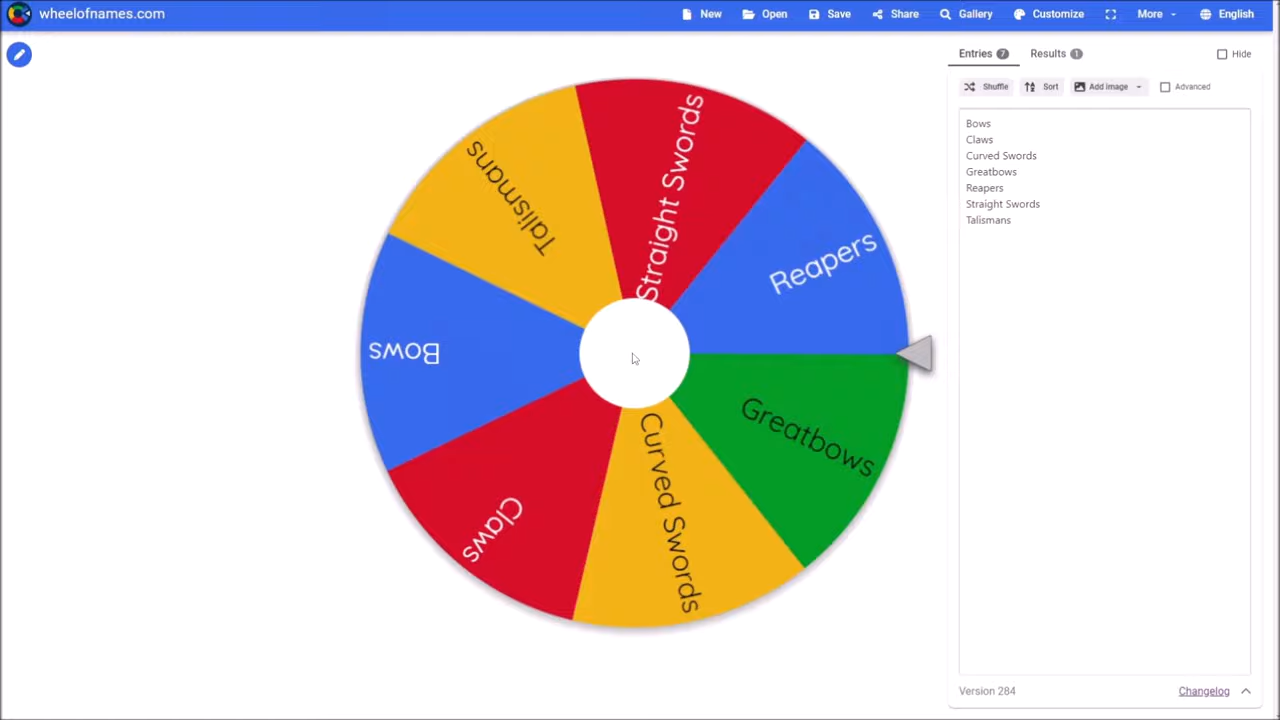 wheelofnames.com
New Open Save Share Gallery Customize More English
Entries 7 Results 1 Hide
Shuffle Sort Add image Advanced
Bows
Claws
Curved Swords
Greatbows
Reapers
Straight Swords
Talismans
Straight Swords
Talismans
Reapers
Bows
Greatbows
Claws
Curved Swords
Version 284 Changelog